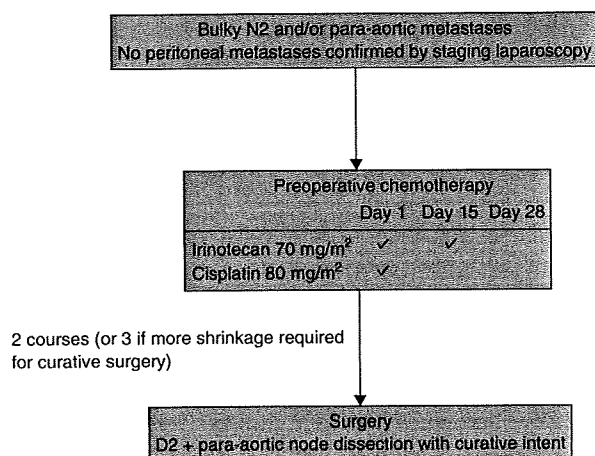 Bulky N2 and/or para-aortic metastases
No peritoneal metastases confirmed by staging laparoscopy
Preoperative chemotherapy
Day 1 Day 15 Day 28
Irinotecan 70 mg/m² ✓ ✓
Cisplatin 80 mg/m² ✓
2 courses (or 3 if more shrinkage required
for curative surgery)
Surgery
D2 + para-aortic node dissection with curative intent